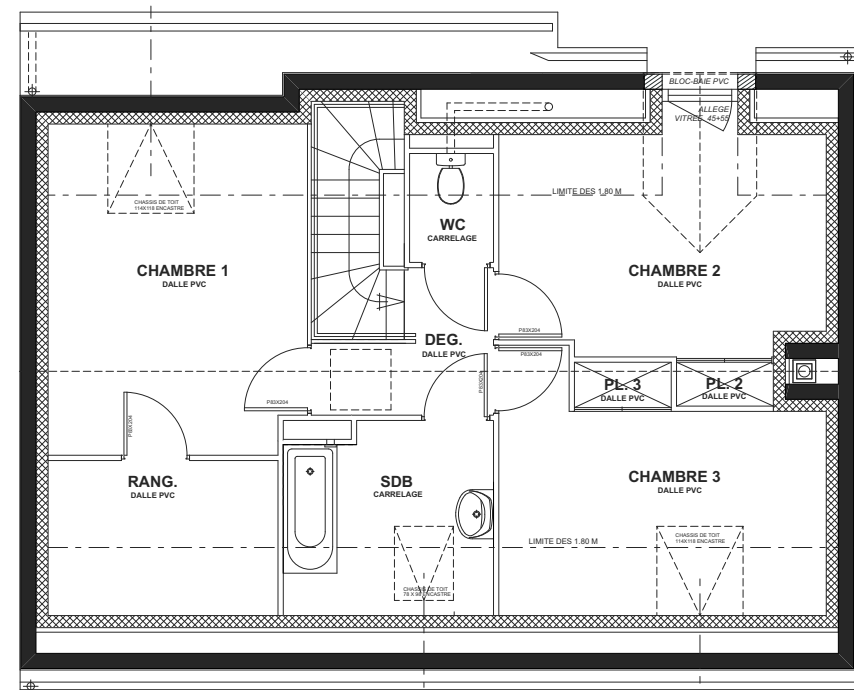 BLOC-BAIE PVC
ALLEGE
VITREE 45+55
LIMITE DES 1.80 M
CHASSIS DE TOIT
114X118 ENCASTRE
WC
CARRELAGE
CHAMBRE 1
DALLE PVC
CHAMBRE 2
DALLE PVC
P83X204
DEG.
DALLE PVC
P83X204
P83X204
PL. 3
DALLE PVC
PL. 2
DALLE PVC
P83X204
P83X204
RANG.
DALLE PVC
SDB
CARRELAGE
CHAMBRE 3
DALLE PVC
LIMITE DES 1.80 M
CHASSIS DE TOIT
114X118 ENCASTRE
CHASSIS DE TOIT
78 X 98 ENCASTRE